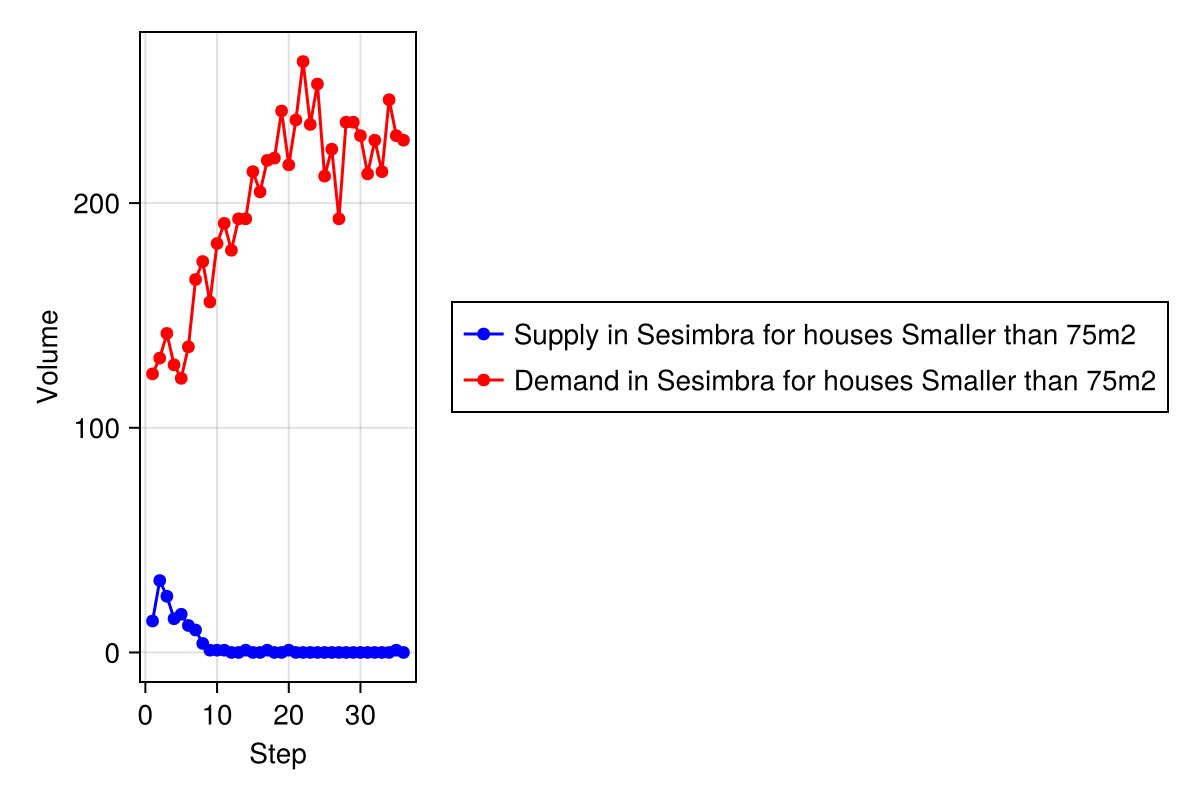 Volume
200
100
0
0 10 20 30
Step
Supply in Sesimbra for houses Smaller than 75m2
Demand in Sesimbra for houses Smaller than 75m2